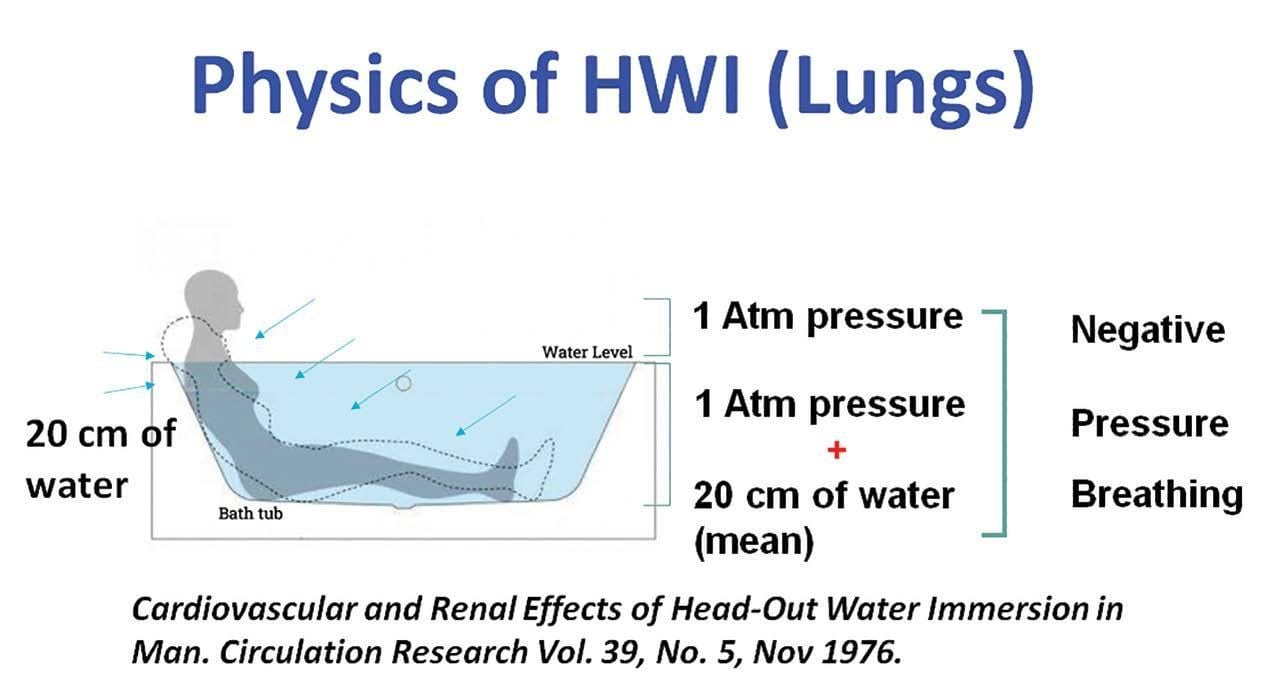 Physics of HWI (Lungs)
Water Level
20 cm of
water
Bath tub
1 Atm pressure
1 Atm pressure
+
20 cm of water
(mean)
Negative
Pressure
Breathing
Cardiovascular and Renal Effects of Head-Out Water Immersion in
Man. Circulation Research Vol. 39, No. 5, Nov 1976.